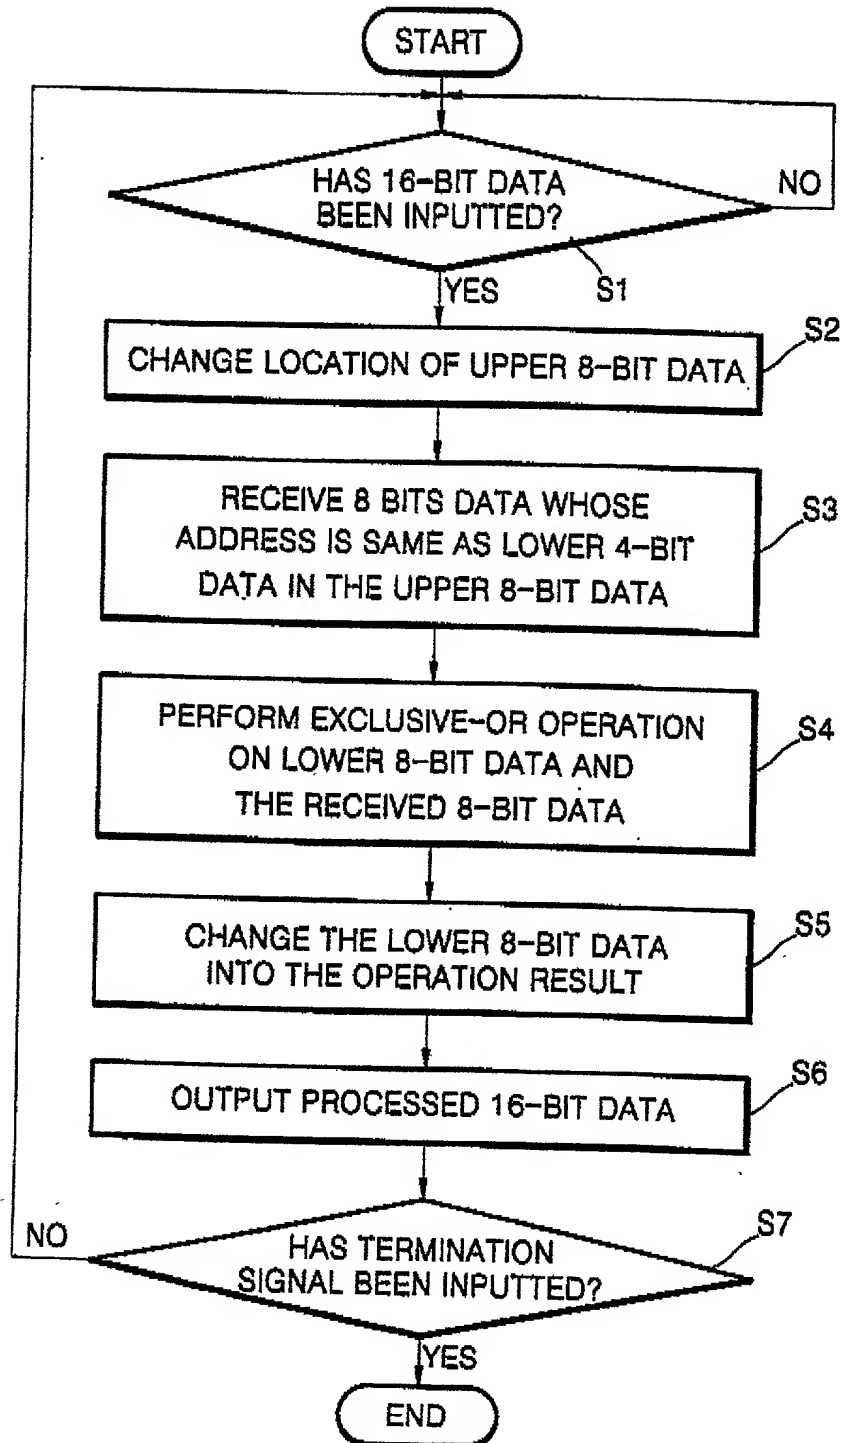 START
HAS 16-BIT DATA
BEEN INPUTTED?
NO
S1
YES
CHANGE LOCATION OF UPPER 8-BIT DATA
S2
RECEIVE 8 BITS DATA WHOSE
ADDRESS IS SAME AS LOWER 4-BIT
DATA IN THE UPPER 8-BIT DATA
S3
PERFORM EXCLUSIVE-OR OPERATION
ON LOWER 8-BIT DATA AND
THE RECEIVED 8-BIT DATA
S4
CHANGE THE LOWER 8-BIT DATA
INTO THE OPERATION RESULT
S5
OUTPUT PROCESSED 16-BIT DATA
S6
NO
HAS TERMINATION
SIGNAL BEEN INPUTTED?
S7
YES
END